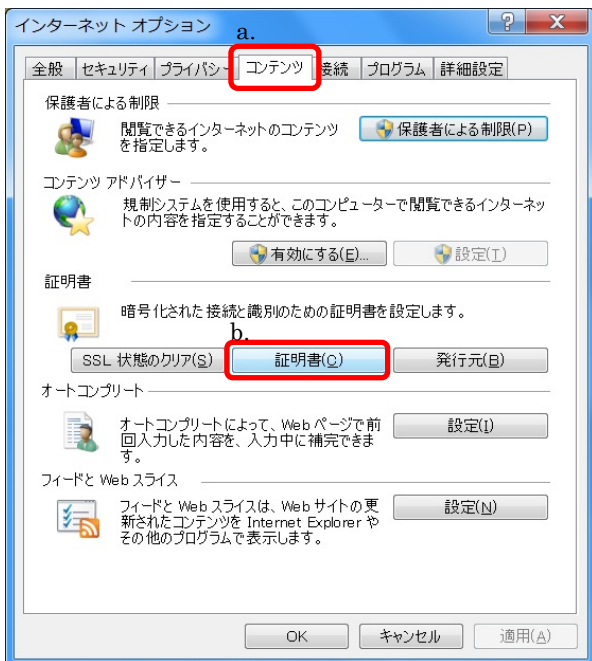 インターネット オプション
a.
全般 セキュリティ プライバシー コンテンツ 接続 プログラム 詳細設定
保護者による制限
閲覧できるインターネットのコンテンツ
を指定します。
保護者による制限(P)
コンテンツ アドバイザー
規制システムを使用すると、このコンピューターで閲覧できるインターネッ
トの内容を指定することができます。
有効にする(E)... 設定(T)
証明書
暗号化された接続と識別のための証明書を設定します。
b.
SSL 状態のクリア(S) 証明書(C) 発行元(B)
オートコンプリート
オートコンプリートによって、Web ページで前
回入力した内容を、入力中に補完できま
す。
設定(I)
フィードと Web スライス
フィードと Web スライスは、Web サイトの更
新されたコンテンツを Internet Explorer や
その他のプログラムで表示します。
設定(N)
OK キャンセル 適用(A)